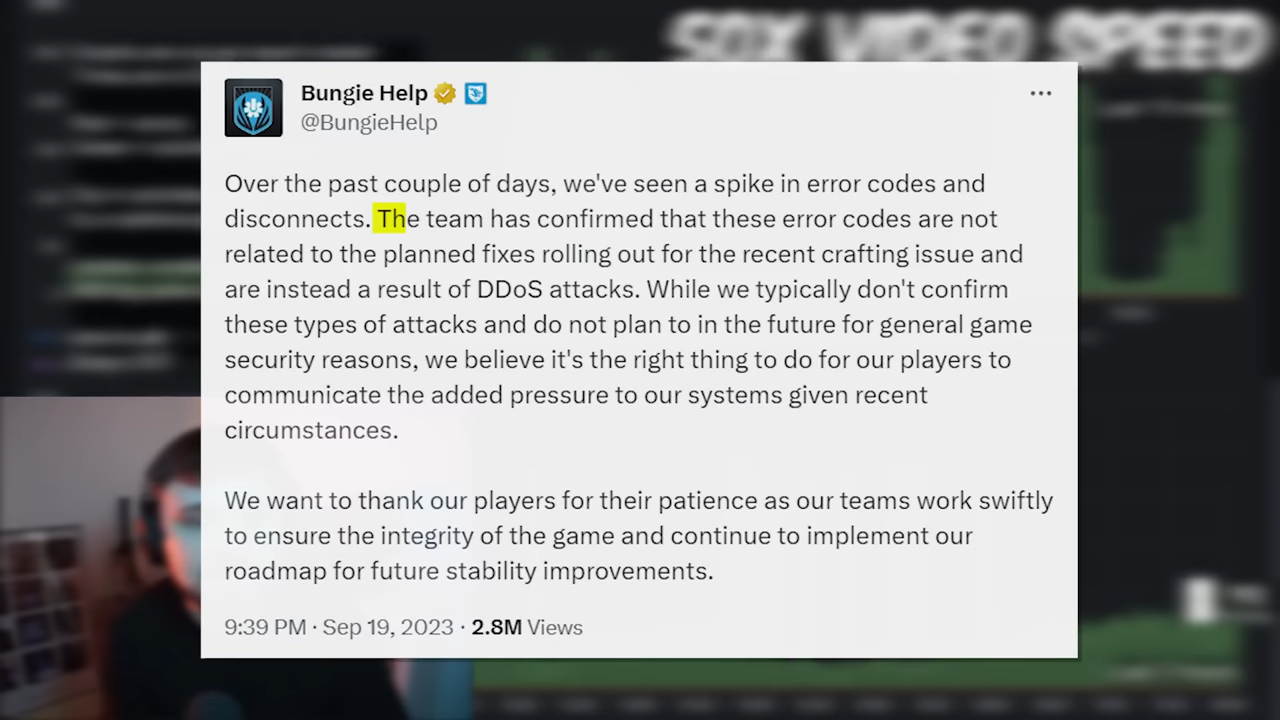 50X VIDEO SPEED
Bungie Help
@BungieHelp
Over the past couple of days, we've seen a spike in error codes and
disconnects. The team has confirmed that these error codes are not
related to the planned fixes rolling out for the recent crafting issue and
are instead a result of DDoS attacks. While we typically don't confirm
these types of attacks and do not plan to in the future for general game
security reasons, we believe it's the right thing to do for our players to
communicate the added pressure to our systems given recent
circumstances.
We want to thank our players for their patience as our teams work swiftly
to ensure the integrity of the game and continue to implement our
roadmap for future stability improvements.
9:39 PM · Sep 19, 2023 · 2.8M Views